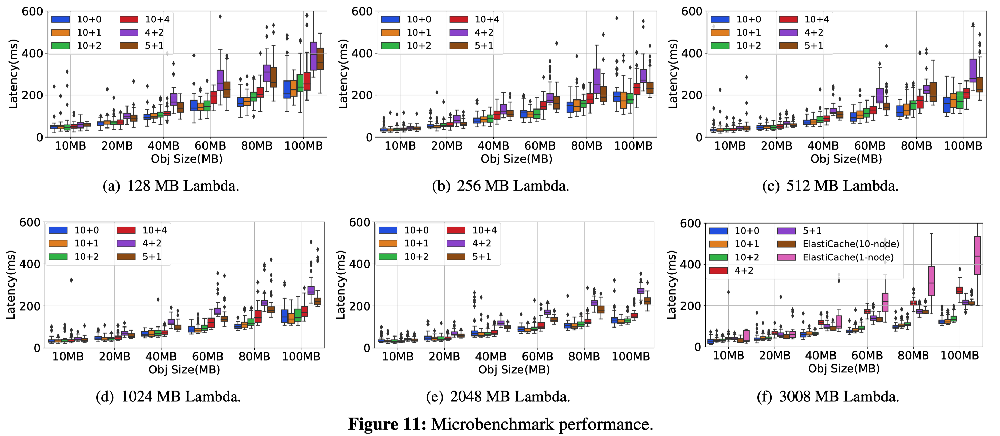 600
400
200
0
Latency(ms)
10+0
10+1
10+2
10+4
4+2
5+1
10MB 20MB 40MB 60MB 80MB 100MB
Obj Size(MB)
(a) 128 MB Lambda.
600
400
200
0
Latency(ms)
10+0
10+1
10+2
10+4
4+2
5+1
10MB 20MB 40MB 60MB 80MB 100MB
Obj Size(MB)
(b) 256 MB Lambda.
600
400
200
0
Latency(ms)
10+0
10+1
10+2
10+4
4+2
5+1
10MB 20MB 40MB 60MB 80MB 100MB
Obj Size(MB)
(c) 512 MB Lambda.
600
400
200
0
Latency(ms)
10+0
10+1
10+2
10+4
4+2
5+1
10MB 20MB 40MB 60MB 80MB 100MB
Obj Size(MB)
(d) 1024 MB Lambda.
600
400
200
0
Latency(ms)
10+0
10+1
10+2
10+4
4+2
5+1
10MB 20MB 40MB 60MB 80MB 100MB
Obj Size(MB)
(e) 2048 MB Lambda.
600
400
200
0
Latency(ms)
10+0
10+1
10+2
4+2
5+1
ElastiCache(10-node)
ElastiCache(1-node)
10MB 20MB 40MB 60MB 80MB 100MB
Obj Size(MB)
(f) 3008 MB Lambda.
Figure 11: Microbenchmark performance.